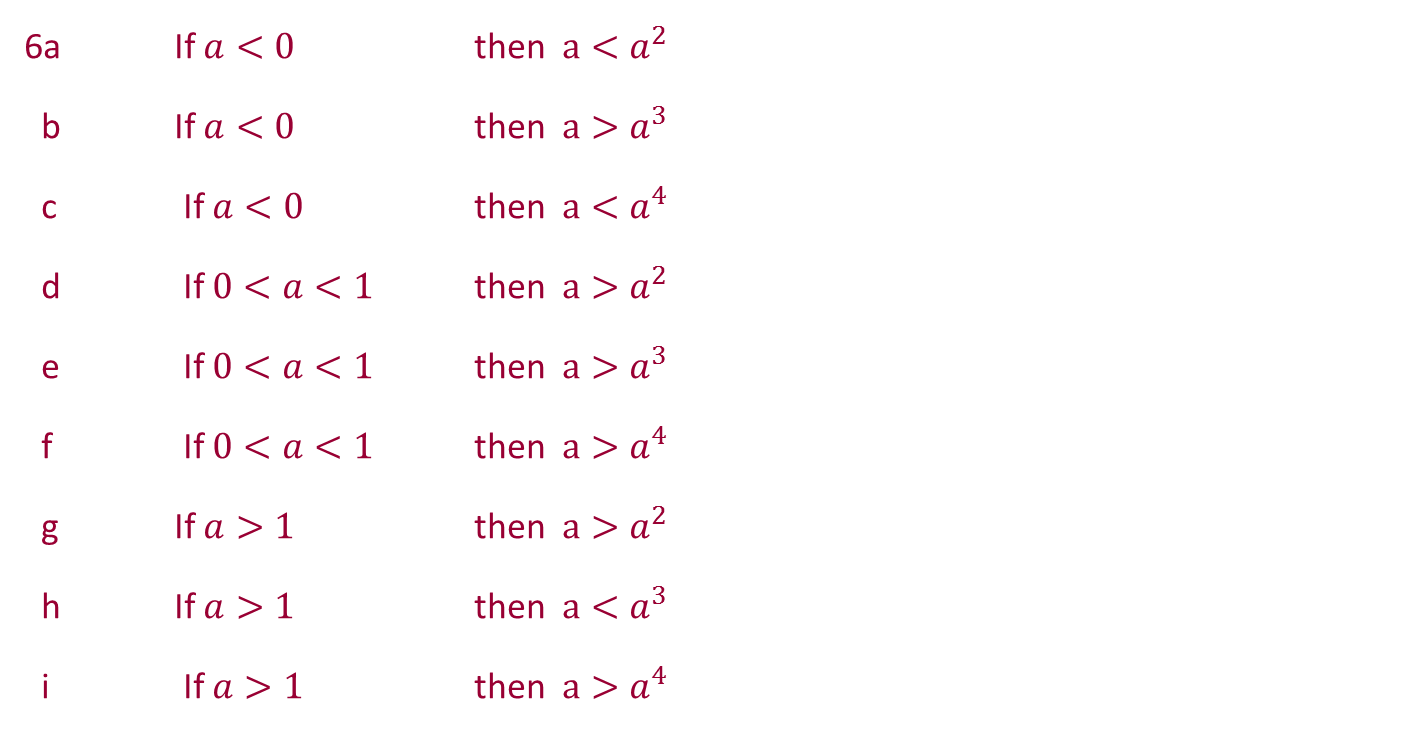 6a If 𝑎 < 0 then a < 𝑎²
b If 𝑎 < 0 then a > 𝑎³
c If 𝑎 < 0 then a < 𝑎⁴
d If 0 < 𝑎 < 1 then a > 𝑎²
e If 0 < 𝑎 < 1 then a > 𝑎³
f If 0 < 𝑎 < 1 then a > 𝑎⁴
g If 𝑎 > 1 then a > 𝑎²
h If 𝑎 > 1 then a < 𝑎³
i If 𝑎 > 1 then a > 𝑎⁴